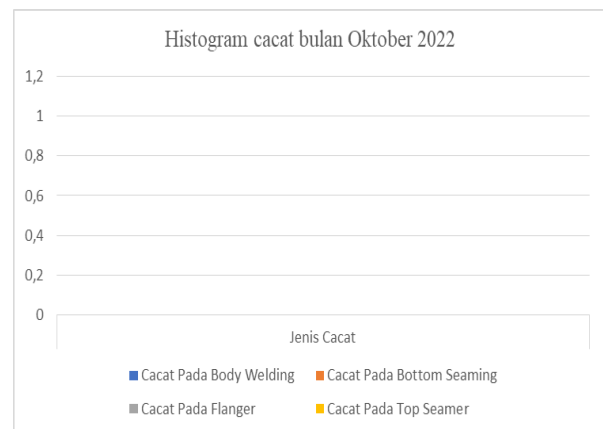 Histogram cacat bulan Oktober 2022
1,2
1
0,8
0,6
0,4
0,2
0
Jenis Cacat
Cacat Pada Body Welding Cacat Pada Bottom Seaming
Cacat Pada Flanger Cacat Pada Top Seamer